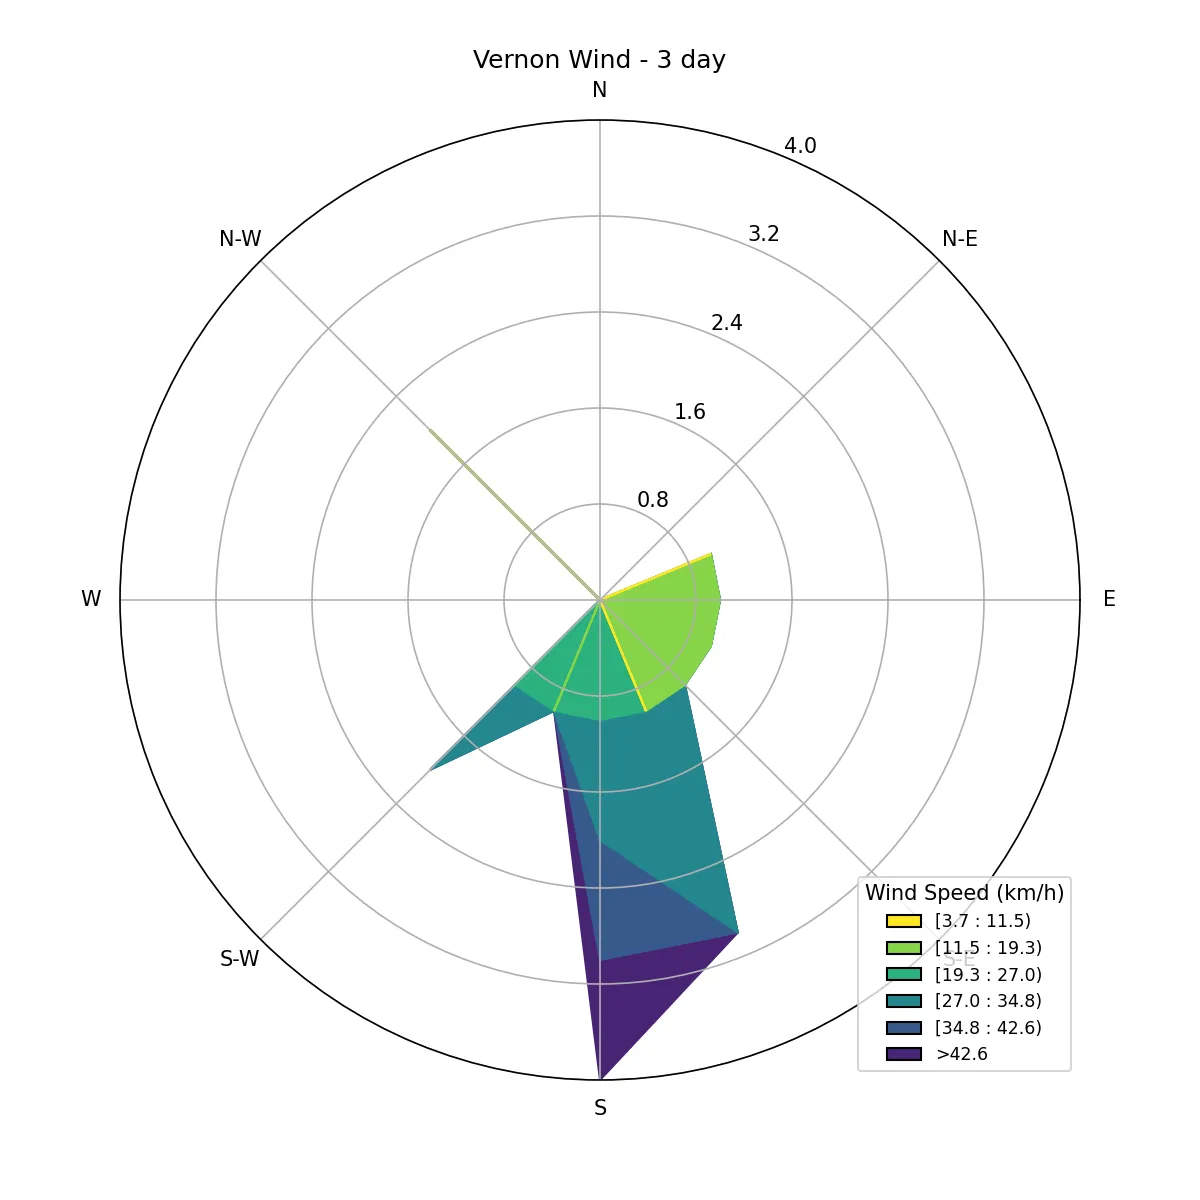 Vernon Wind - 3 day
N
4.0
N-W
N-E
3.2
2.4
1.6
0.8
W
E
Wind Speed (km/h)
[3.7 : 11.5)
[11.5 : 19.3)
S-W
S-E
[19.3 : 27.0)
[27.0 : 34.8)
[34.8 : 42.6)
>42.6
S